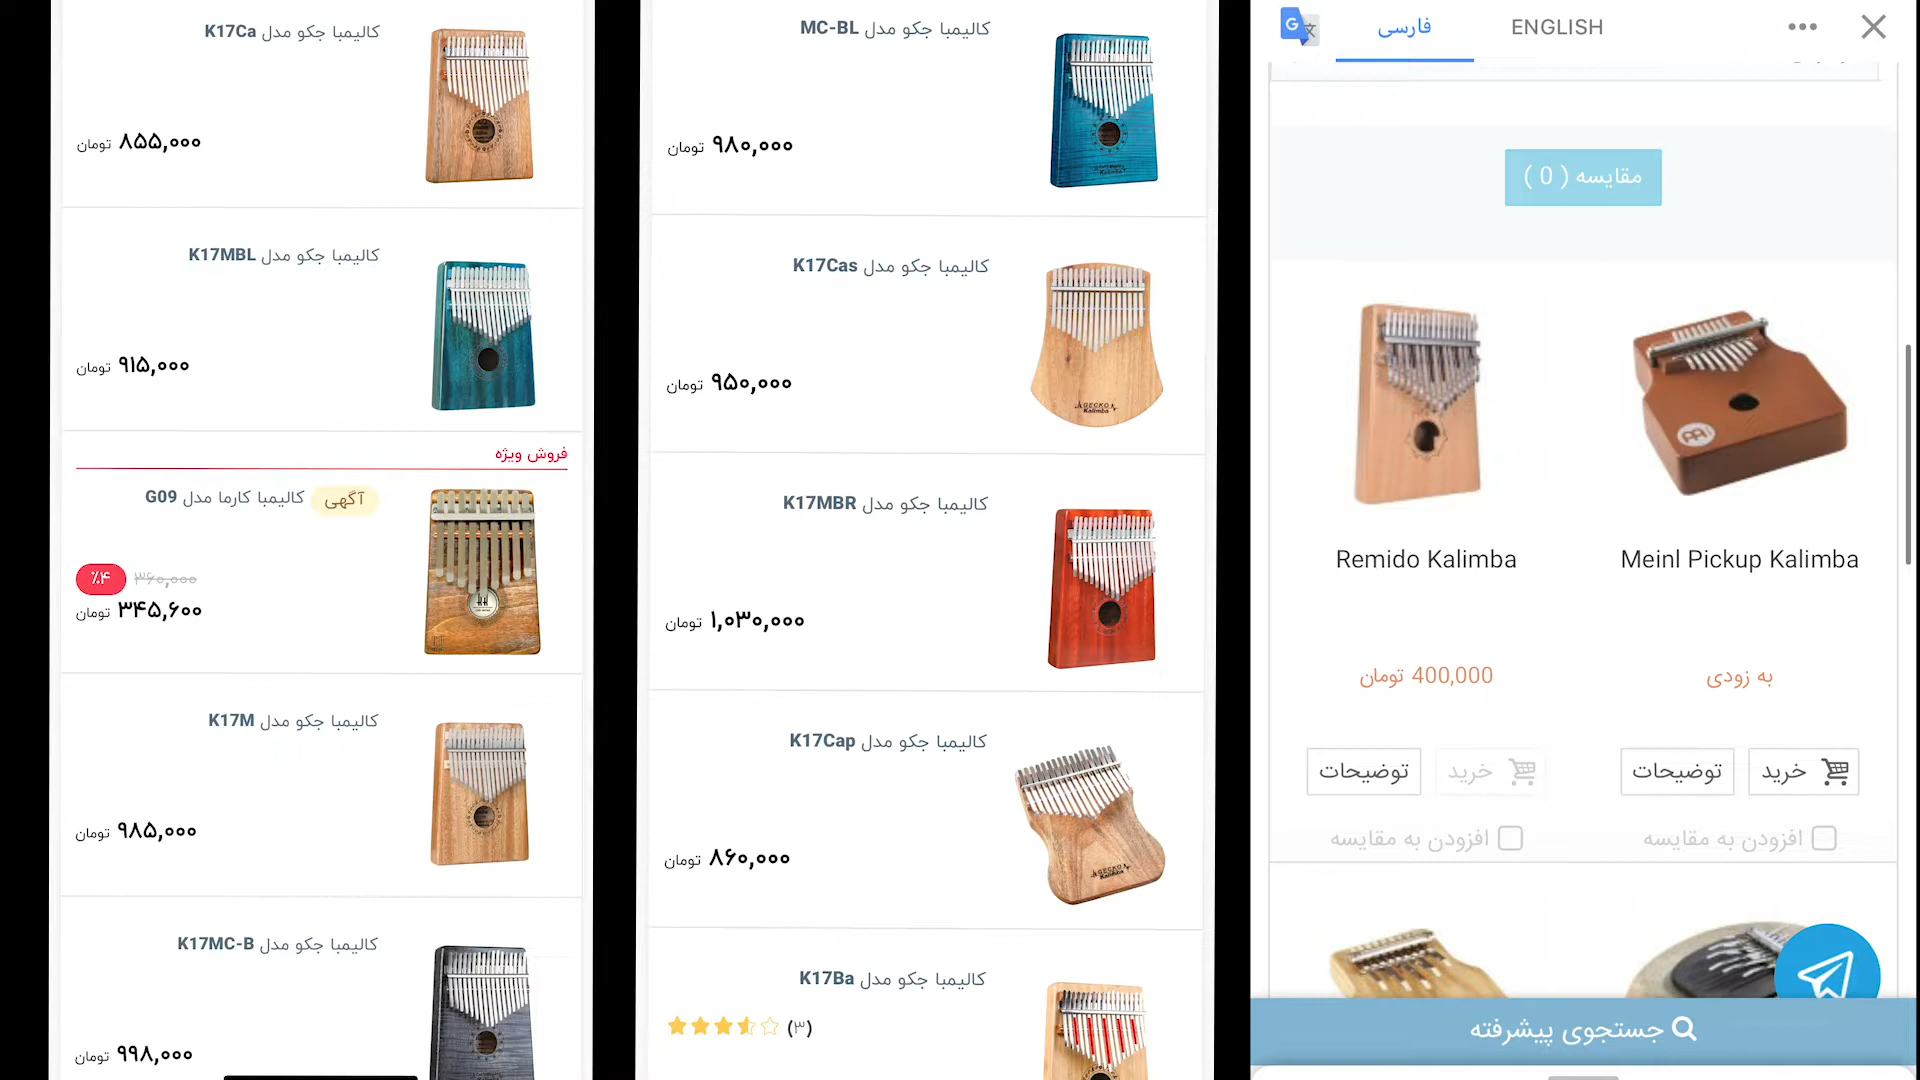 کالیمبا جکو مدل K17Ca
۸۵۵,۰۰۰ تومان
کالیمبا جکو مدل K17MBL
۹۱۵,۰۰۰ تومان
فروش ویژه
آگهی کالیمبا کارما مدل G09
٪۴ ۳۶۰,۰۰۰
۳۴۵,۶۰۰ تومان
کالیمبا جکو مدل K17M
۹۸۵,۰۰۰ تومان
کالیمبا جکو مدل K17MC-B
۹۹۸,۰۰۰ تومان
کالیمبا جکو مدل MC-BL
۹۸۰,۰۰۰ تومان
کالیمبا جکو مدل K17Cas
۹۵۰,۰۰۰ تومان
GECKO
Kalimba
کالیمبا جکو مدل K17MBR
۱,۰۳۰,۰۰۰ تومان
کالیمبا جکو مدل K17Cap
۸۶۰,۰۰۰ تومان
GECKO
Kalimba
کالیمبا جکو مدل K17Ba
(۳)
فارسی ENGLISH
مقایسه ( 0 )
Remido Kalimba
Meinl Pickup Kalimba
400,000 تومان
به زودی
توضیحات خرید
توضیحات خرید
افزودن به مقایسه
افزودن به مقایسه
جستجوی پیشرفته